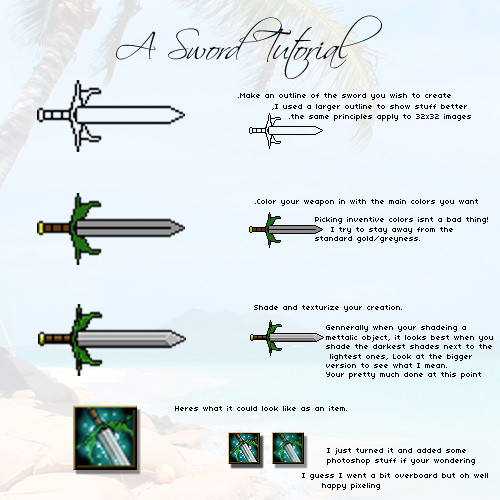 A Sword Tutorial
.Make an outline of the sword you wish to create
,I used a larger outline to show stuff better
.the same principles apply to 32x32 images
.Color your weapon in with the main colors you want
Picking inventive colors isnt a bad thing!
I try to stay away from the
standard gold/greyness.
Shade and texturize your creation.
Gennerally when your shadeing a
mettalic object, it looks best when you
shade the darkest shades next to the
lightest ones, Look at the bigger
version to see what I mean.
Your pretty much done at this point
Heres what it could look like as an item.
I just turned it and added some
photoshop stuff if your wondering
I guess I went a bit overboard but oh well
happy pixeling